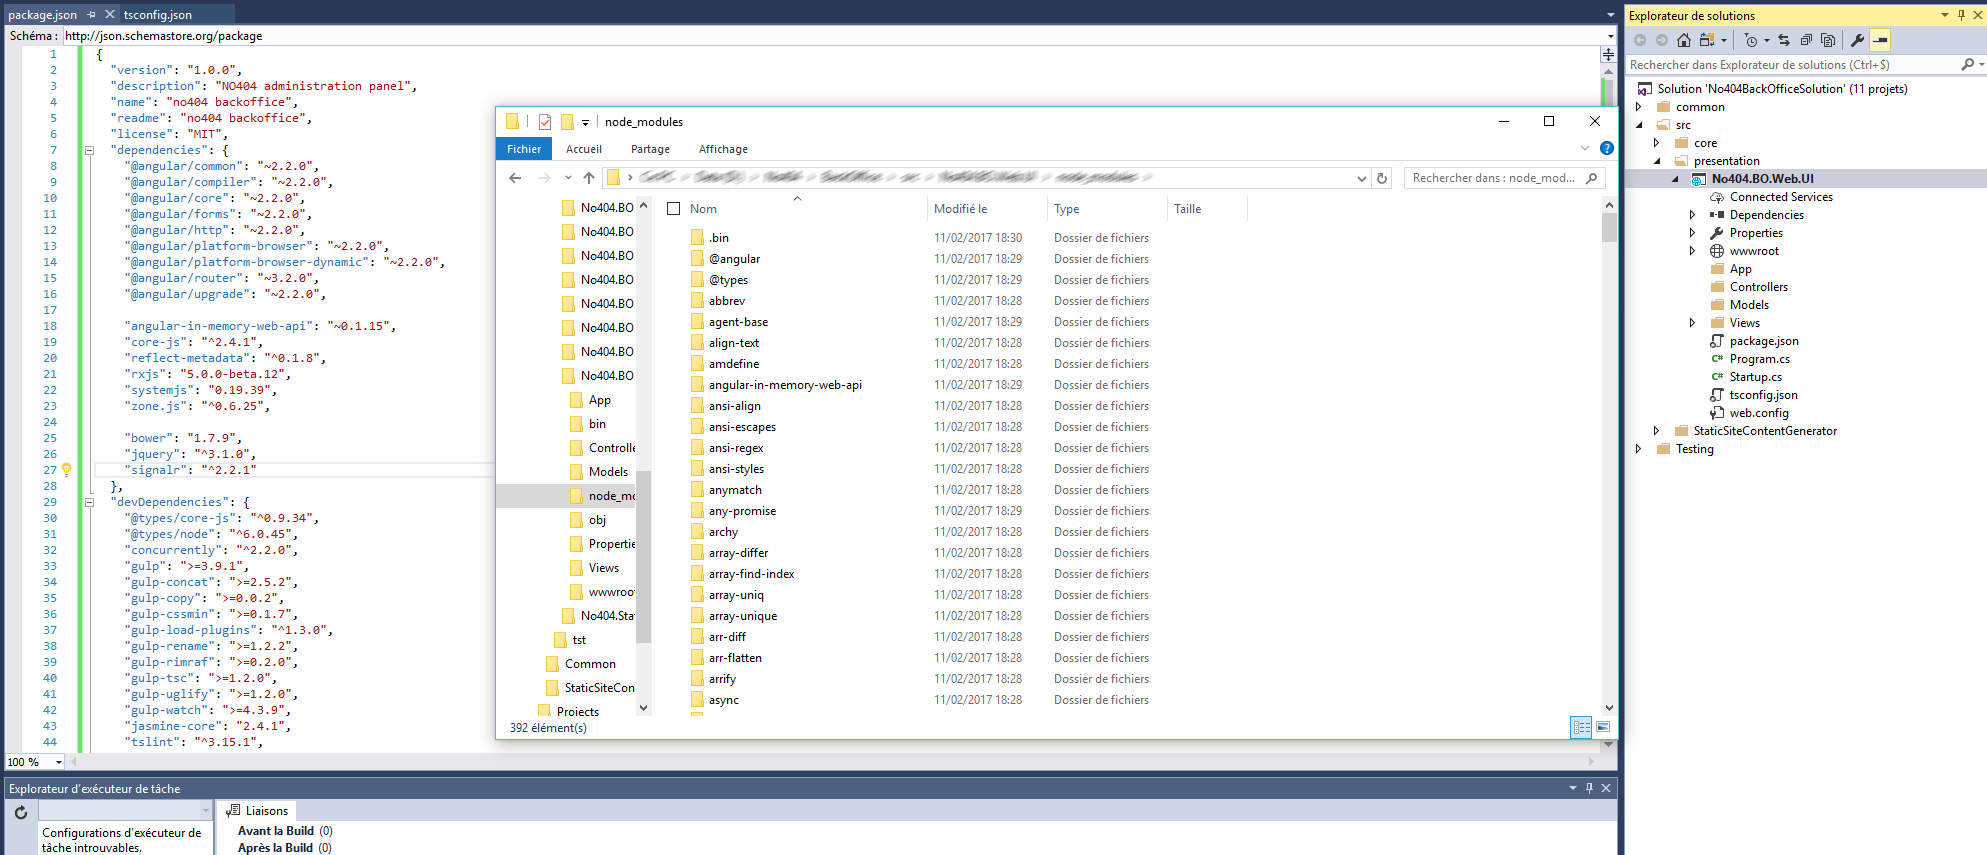 package.json
tsconfig.json
Schéma :
http://json.schemastore.org/package
1 {
2 "version": "1.0.0",
3 "description": "NO404 administration panel",
4 "name": "no404 backoffice",
5 "readme": "no404 backoffice",
6 "license": "MIT",
7 "dependencies": {
8 "@angular/common": "~2.2.0",
9 "@angular/compiler": "~2.2.0",
10 "@angular/core": "~2.2.0",
11 "@angular/forms": "~2.2.0",
12 "@angular/http": "~2.2.0",
13 "@angular/platform-browser": "~2.2.0",
14 "@angular/platform-browser-dynamic": "~2.2.0",
15 "@angular/router": "~3.2.0",
16 "@angular/upgrade": "~2.2.0",
17
18 "angular-in-memory-web-api": "~0.1.15",
19 "core-js": "^2.4.1",
20 "reflect-metadata": "^0.1.8",
21 "rxjs": "5.0.0-beta.12",
22 "systemjs": "0.19.39",
23 "zone.js": "^0.6.25",
24
25 "bower": "1.7.9",
26 "jquery": "^3.1.0",
27 "signalr": "^2.2.1"
28 },
29 "devDependencies": {
30 "@types/core-js": "^0.9.34",
31 "@types/node": "^6.0.45",
32 "concurrently": "^2.2.0",
33 "gulp": ">=3.9.1",
34 "gulp-concat": ">=2.5.2",
35 "gulp-copy": ">=0.0.2",
36 "gulp-cssmin": ">=0.1.7",
37 "gulp-load-plugins": "^1.3.0",
38 "gulp-rename": ">=1.2.2",
39 "gulp-rimraf": ">=0.2.0",
40 "gulp-tsc": ">=1.2.0",
41 "gulp-uglify": ">=1.2.0",
42 "gulp-watch": ">=4.3.9",
43 "jasmine-core": "2.4.1",
44 "tslint": "^3.15.1",
100 %
node_modules
Fichier
Accueil
Partage
Affichage
Rechercher dans : node_mod...
No404.BO
No404.BO
No404.BO
No404.BO
No404.BO
No404.BO
No404.BO
No404.BO
App
bin
Controlle
Models
node_mo
obj
Propertie
Views
wwwroot
No404.Sta
tst
Common
StaticSiteCon
Projects
Nom Modifié le Type Taille
.bin 11/02/2017 18:30 Dossier de fichiers
@angular 11/02/2017 18:29 Dossier de fichiers
@types 11/02/2017 18:29 Dossier de fichiers
abbrev 11/02/2017 18:28 Dossier de fichiers
agent-base 11/02/2017 18:29 Dossier de fichiers
align-text 11/02/2017 18:28 Dossier de fichiers
amdefine 11/02/2017 18:28 Dossier de fichiers
angular-in-memory-web-api 11/02/2017 18:29 Dossier de fichiers
ansi-align 11/02/2017 18:28 Dossier de fichiers
ansi-escapes 11/02/2017 18:28 Dossier de fichiers
ansi-regex 11/02/2017 18:28 Dossier de fichiers
ansi-styles 11/02/2017 18:28 Dossier de fichiers
anymatch 11/02/2017 18:28 Dossier de fichiers
any-promise 11/02/2017 18:29 Dossier de fichiers
archy 11/02/2017 18:28 Dossier de fichiers
array-differ 11/02/2017 18:28 Dossier de fichiers
array-find-index 11/02/2017 18:28 Dossier de fichiers
array-uniq 11/02/2017 18:28 Dossier de fichiers
array-unique 11/02/2017 18:28 Dossier de fichiers
arr-diff 11/02/2017 18:28 Dossier de fichiers
arr-flatten 11/02/2017 18:28 Dossier de fichiers
arrify 11/02/2017 18:28 Dossier de fichiers
async 11/02/2017 18:28 Dossier de fichiers
392 élément(s)
Explorateur d'exécuteur de tâche
Configurations d'exécuteur de
tâche introuvables.
Liaisons
Avant la Build (0)
Après la Build (0)
Explorateur de solutions
Rechercher dans Explorateur de solutions (Ctrl+$)
Solution 'No404BackOfficeSolution' (11 projets)
common
src
core
presentation
No404.BO.Web.UI
Connected Services
Dependencies
Properties
wwwroot
App
Controllers
Models
Views
package.json
C# Program.cs
C# Startup.cs
tsconfig.json
web.config
StaticSiteContentGenerator
Testing